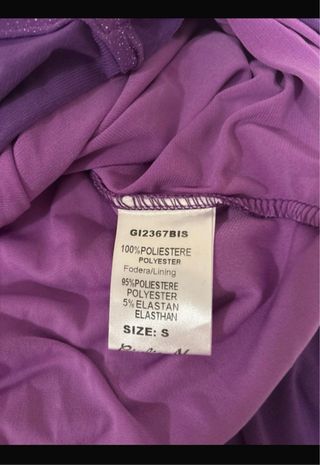 GI2367BIS
100%POLIESTERE
POLYESTER
Fodera/Lining
95%POLIESTERE
POLYESTER
5%ELASTAN
ELASTHAN
SIZE: S